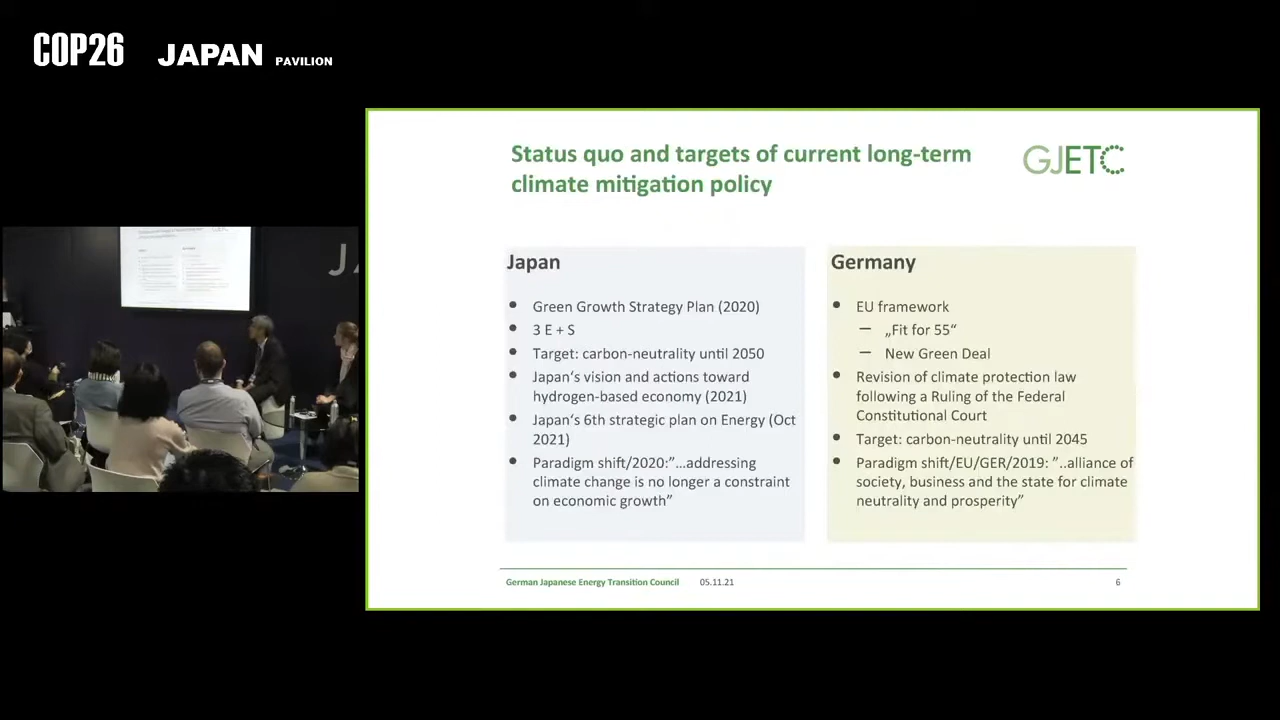 COP26 JAPAN PAVILION
Status quo and targets of current long-term
climate mitigation policy
GJETC
Japan
• Green Growth Strategy Plan (2020)
• 3 E + S
• Target: carbon-neutrality until 2050
• Japan‘s vision and actions toward
hydrogen-based economy (2021)
• Japan‘s 6th strategic plan on Energy (Oct
2021)
• Paradigm shift/2020:”…addressing
climate change is no longer a constraint
on economic growth”
Germany
• EU framework
– „Fit for 55“
– New Green Deal
• Revision of climate protection law
following a Ruling of the Federal
Constitutional Court
• Target: carbon-neutrality until 2045
• Paradigm shift/EU/GER/2019: ”..alliance of
society, business and the state for climate
neutrality and prosperity”
German Japanese Energy Transition Council 05.11.21 6